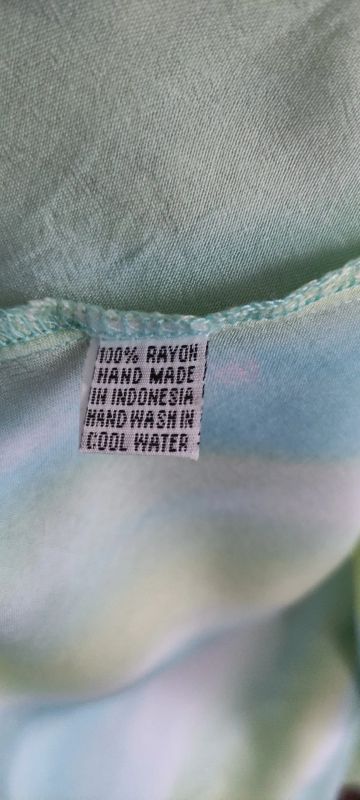 100% RAYON
HAND MADE
IN INDONESIA
HAND WASH IN
COOL WATER